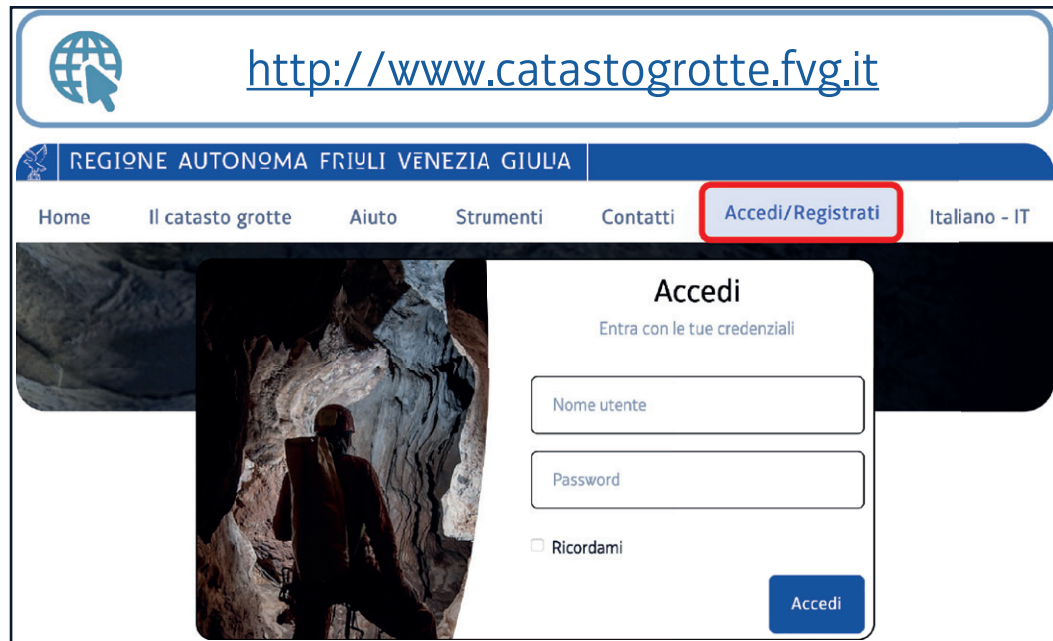 http://www.catastogrotte.fvg.it
REGIONE AUTONOMA FRIULI VENEZIA GIULIA
Home Il catasto grotte Aiuto Strumenti Contatti Accedi/Registrati Italiano - IT
Accedi
Entra con le tue credenziali
Nome utente
Password
Ricordami
Accedi